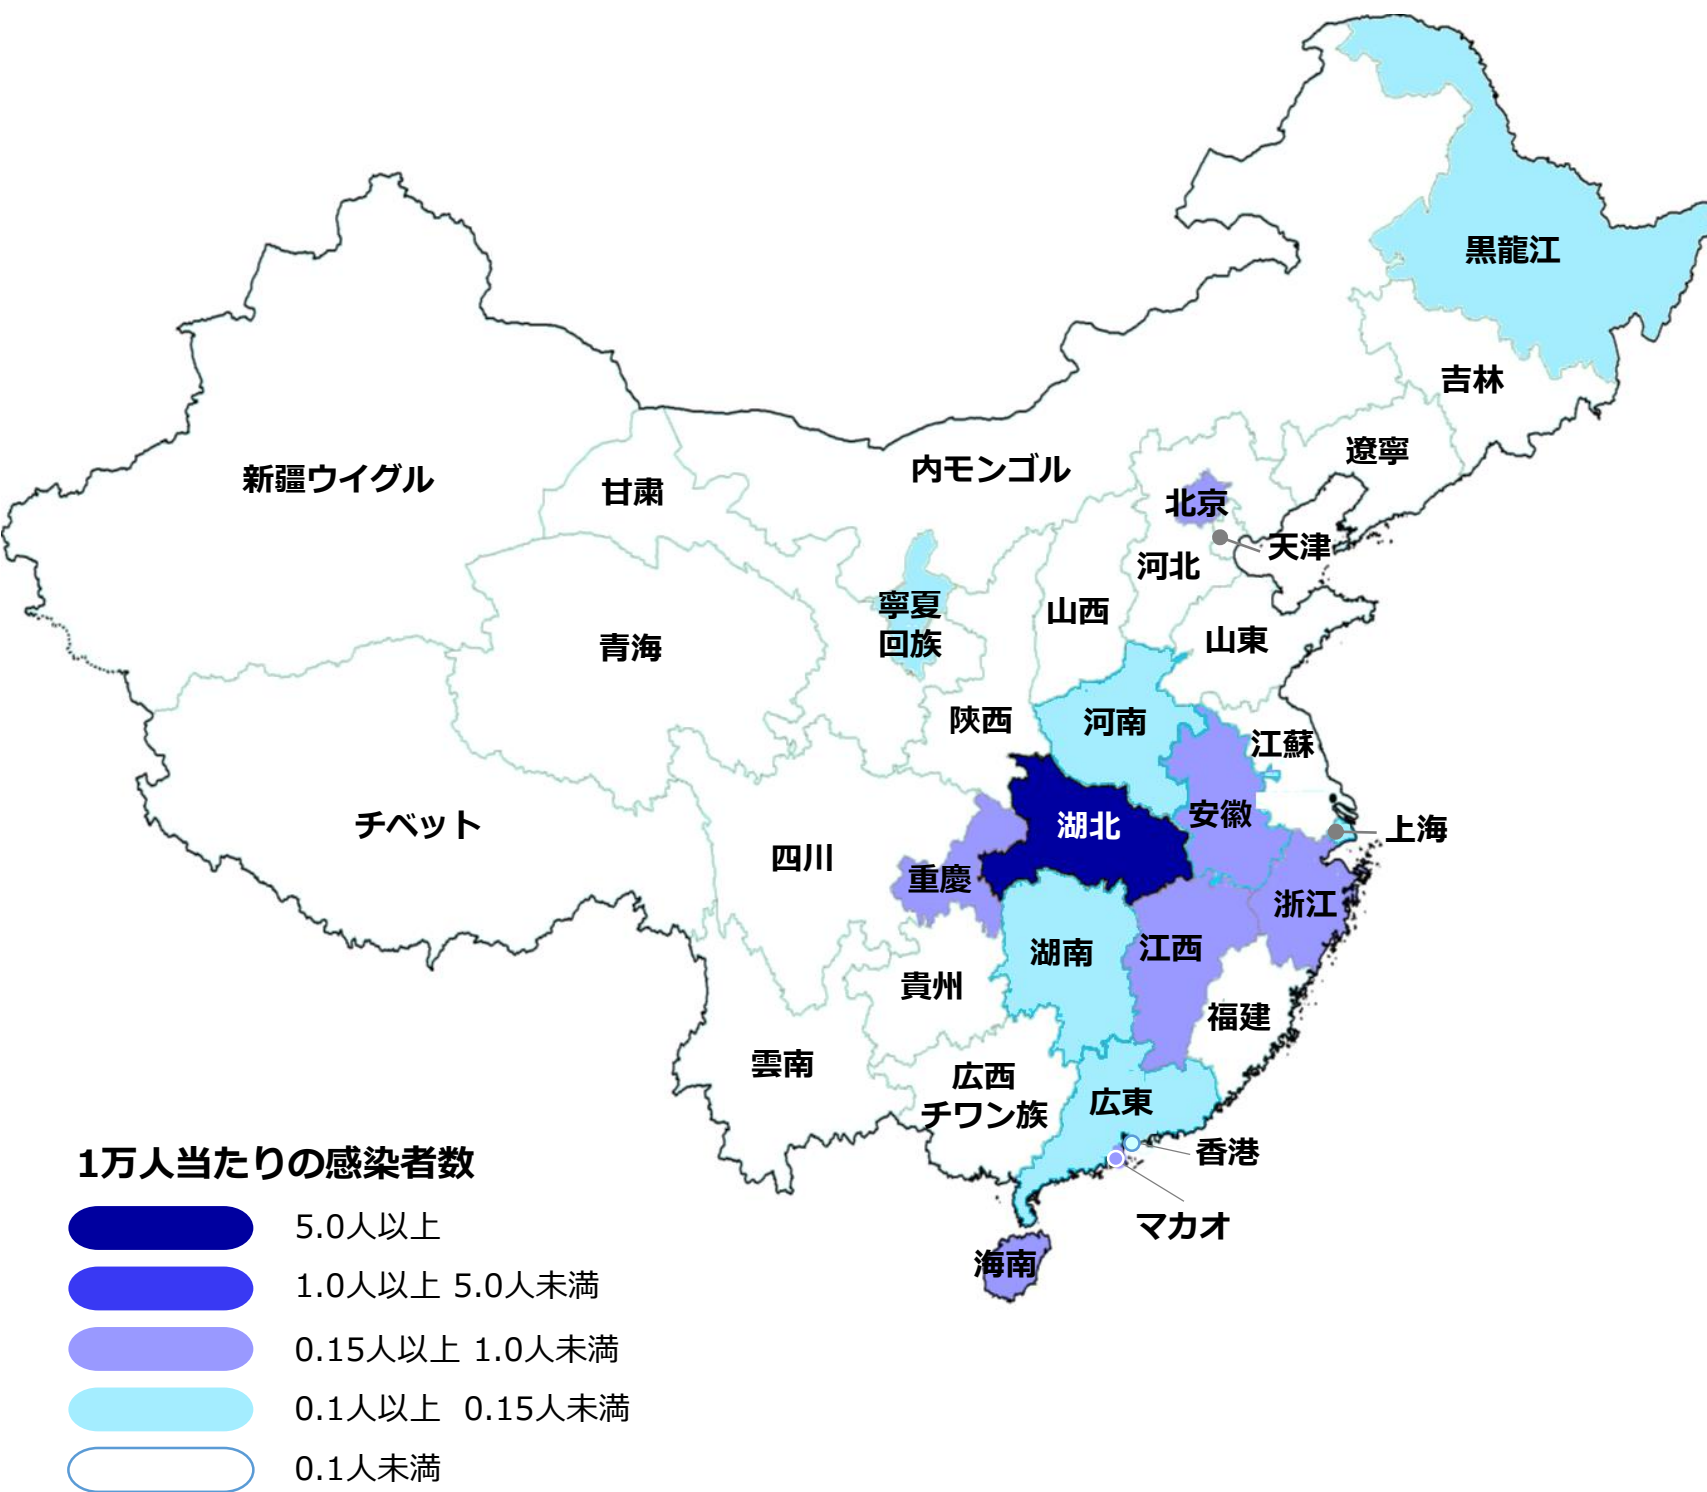 黒龍江
吉林
遼寧
内モンゴル
新疆ウイグル
甘粛
北京
天津
河北
寧夏
回族
山西
山東
青海
陝西
河南
江蘇
チベット
湖北
安徽
上海
四川
重慶
浙江
湖南
江西
貴州
福建
雲南
広西
チワン族
広東
香港
マカオ
海南
1万人当たりの感染者数
5.0人以上
1.0人以上 5.0人未満
0.15人以上 1.0人未満
0.1人以上 0.15人未満
0.1人未満